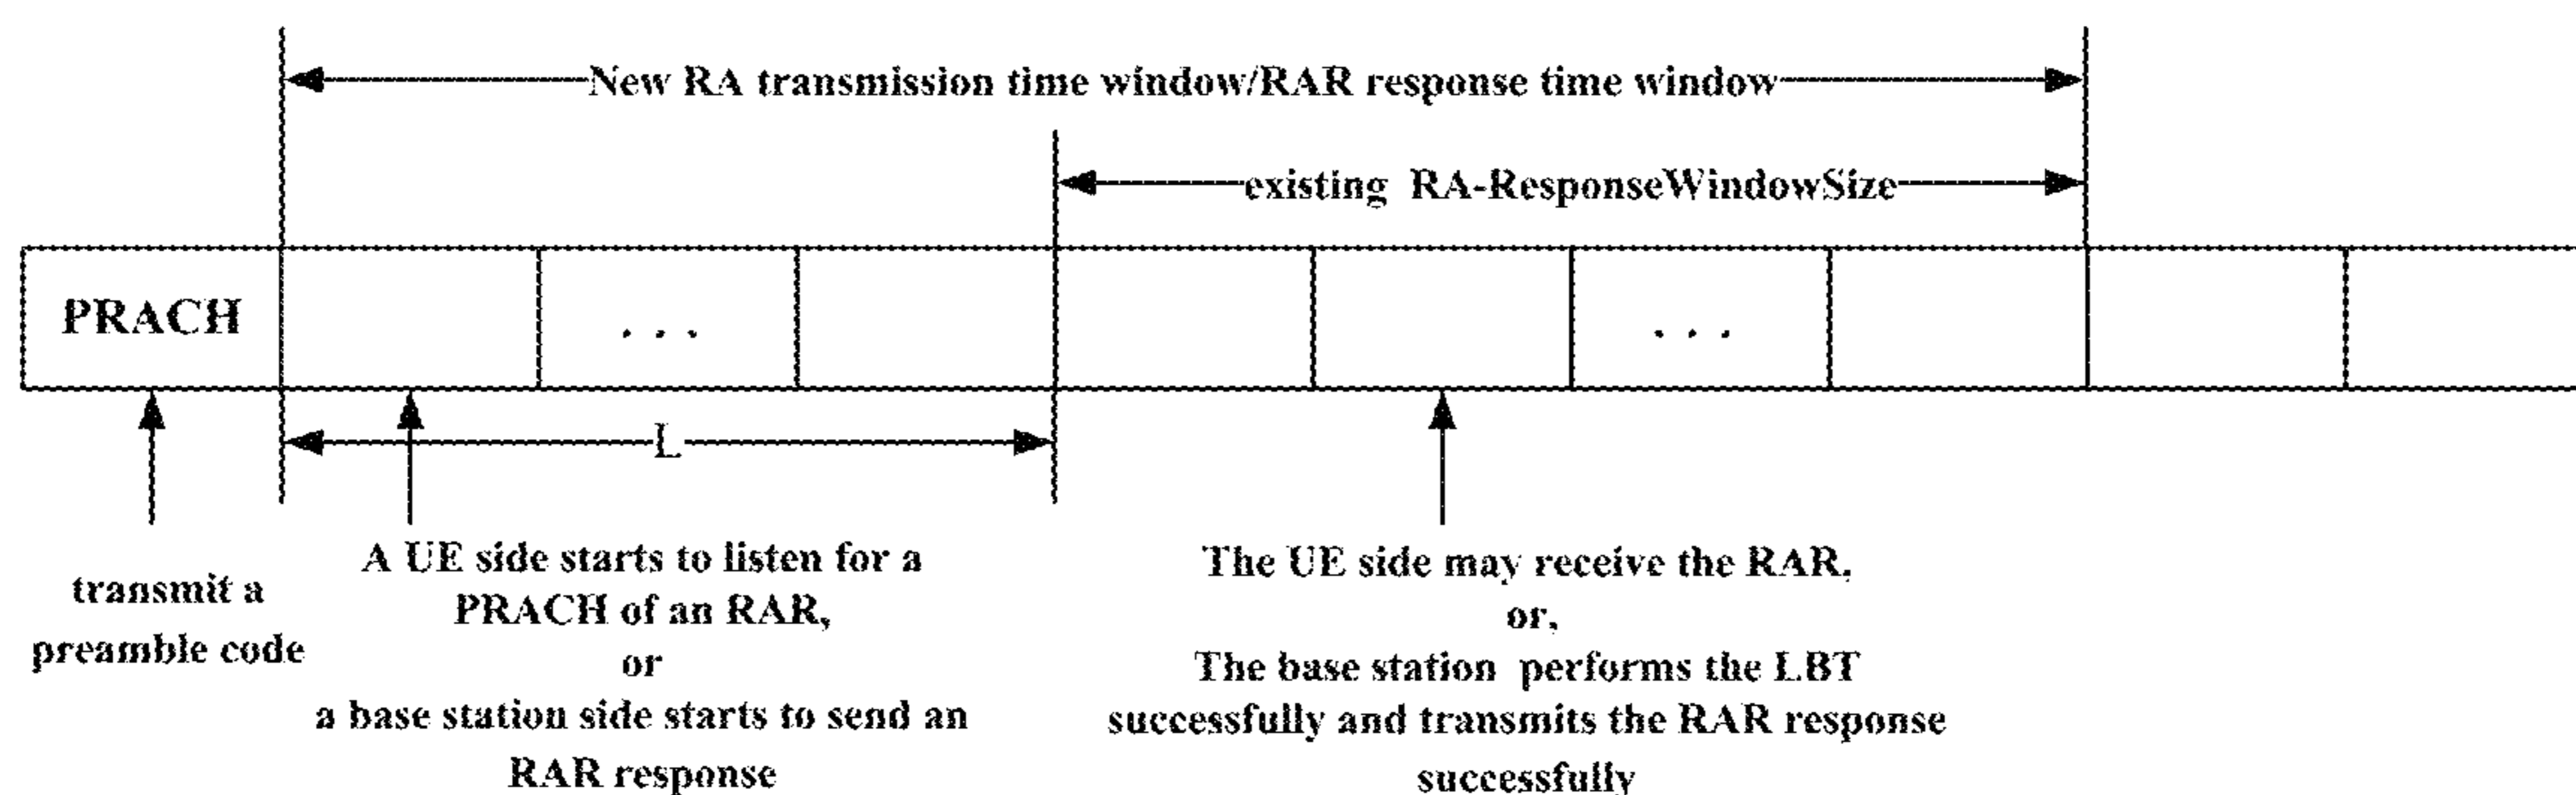 New RA transmission time window/RAR response time window
existing RA-ResponseWindowSize
PRACH
. . .
. . .
L
transmit a
preamble code
A UE side starts to listen for a
PRACH of an RAR,
or
a base station side starts to send an
RAR response
The UE side may receive the RAR,
or,
The base station performs the LBT
successfully and transmits the RAR response
successfully